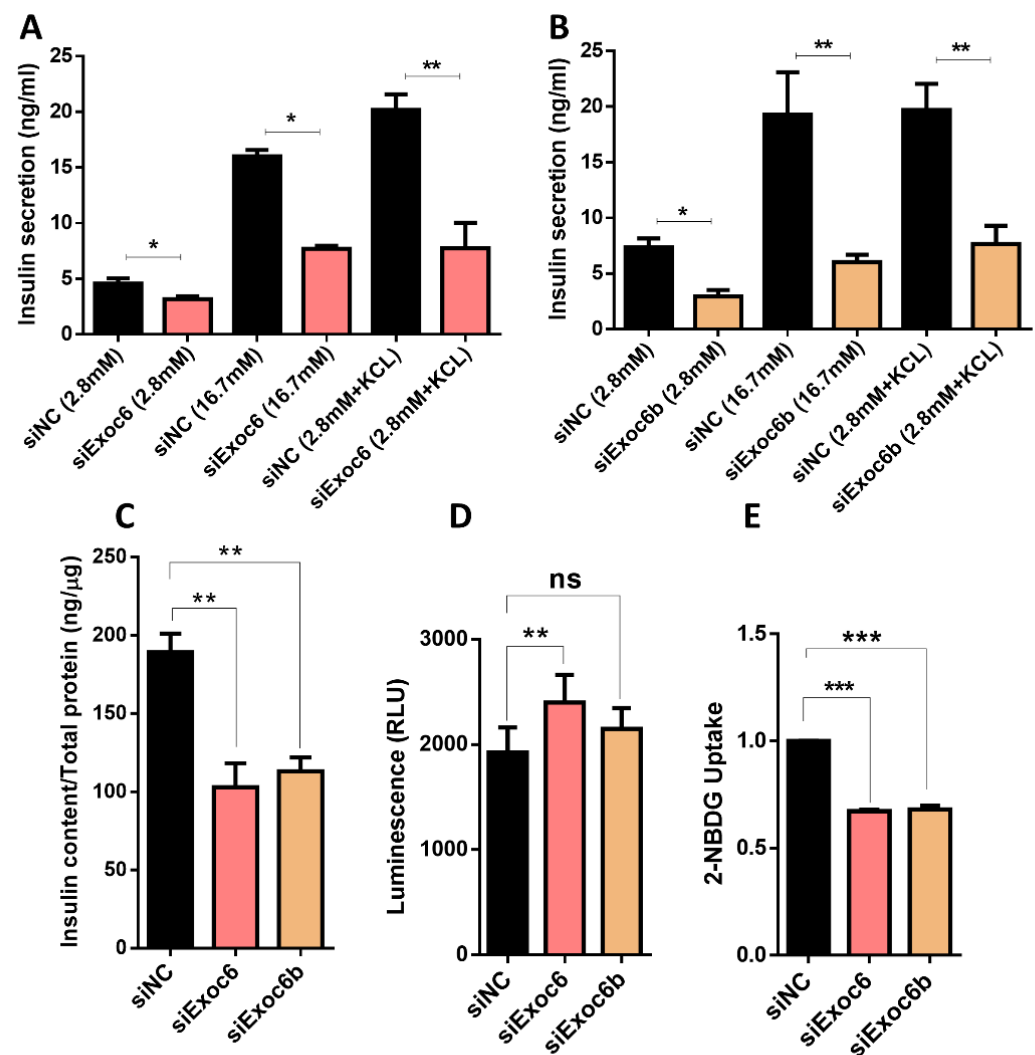 A
Insulin secretion (ng/ml)
25
20
15
10
5
0
*
*
**
siNC (2.8mM)
siExoc6 (2.8mM)
siNC (16.7mM)
siExoc6 (16.7mM)
siNC (2.8mM+KCL)
siExoc6 (2.8mM+KCL)
B
Insulin secretion (ng/ml)
25
20
15
10
5
0
*
**
**
siNC (2.8mM)
siExoc6b (2.8mM)
siNC (16.7mM)
siExoc6b (16.7mM)
siNC (2.8mM+KCL)
siExoc6b (2.8mM+KCL)
C
Insulin content/Total protein (ng/µg)
250
200
150
100
50
0
**
**
siNC
siExoc6
siExoc6b
D
Luminescence (RLU)
3000
2000
1000
0
ns
**
siNC
siExoc6
siExoc6b
E
2-NBDG Uptake
1.5
1.0
0.5
0.0
***
***
siNC
siExoc6
siExoc6b